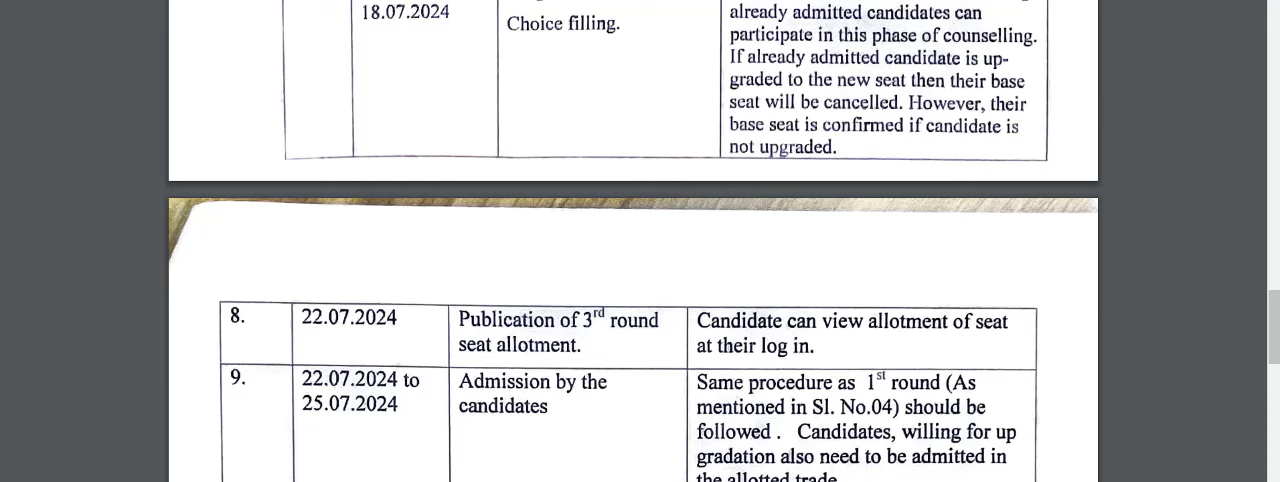 18.07.2024
Choice filling.
already admitted candidates can
participate in this phase of counselling.
If already admitted candidate is up-
graded to the new seat then their base
seat will be cancelled. However, their
base seat is confirmed if candidate is
not upgraded.
8.
22.07.2024
Publication of 3rd round
seat allotment.
Candidate can view allotment of seat
at their log in.
9.
22.07.2024 to
25.07.2024
Admission by the
candidates
Same procedure as 1st round (As
mentioned in Sl. No.04) should be
followed . Candidates, willing for up
gradation also need to be admitted in
the allotted trade